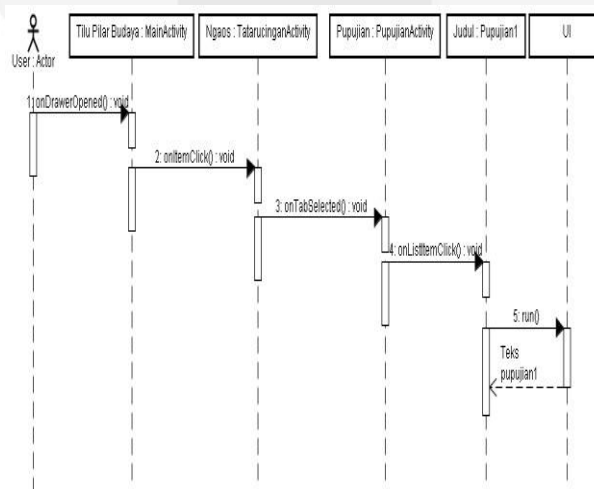 Tilu Pilar Budaya : MainActivity
Ngaos : TatarucinganActivity
Pupujian : PupujianActivity
Judul : Pupujian1
UI
User : Actor
1: onDrawerOpened() : void
2: onItemClick() : void
3: onTabSelected() : void
4: onListItemClick() : void
5: run()
Teks
pupujian1